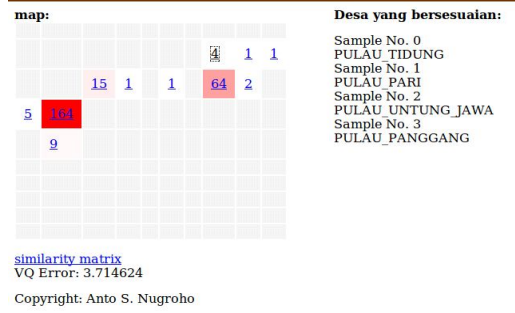 map:
Desa yang bersesuaian:
4 1 1
15 1 1 64 2
5 164
9
Sample No. 0
PULAU_TIDUNG
Sample No. 1
PULAU_PARI
Sample No. 2
PULAU_UNTUNG_JAWA
Sample No. 3
PULAU_PANGGANG
similarity matrix
VQ Error: 3.714624
Copyright: Anto S. Nugroho